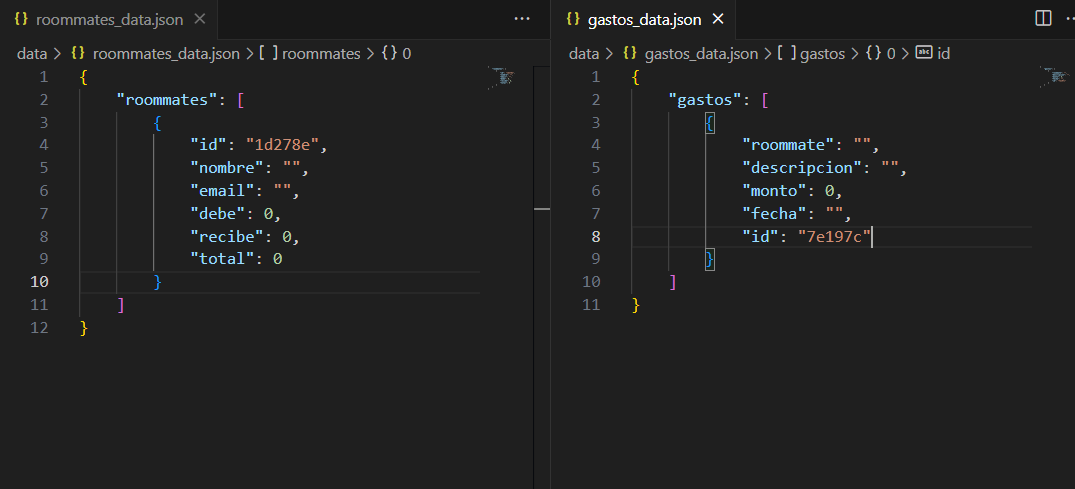 {} roommates_data.json × ···
data > {} roommates_data.json > [ ] roommates > {} 0
1 {
2 "roommates": [
3 {
4 "id": "1d278e",
5 "nombre": "",
6 "email": "",
7 "debe": 0,
8 "recibe": 0,
9 "total": 0
10 }
11 ]
12 }
{} gastos_data.json ×
data > {} gastos_data.json > [ ] gastos > {} 0 > abc id
1 {
2 "gastos": [
3 {
4 "roommate": "",
5 "descripcion": "",
6 "monto": 0,
7 "fecha": "",
8 "id": "7e197c"
9 }
10 ]
11 }